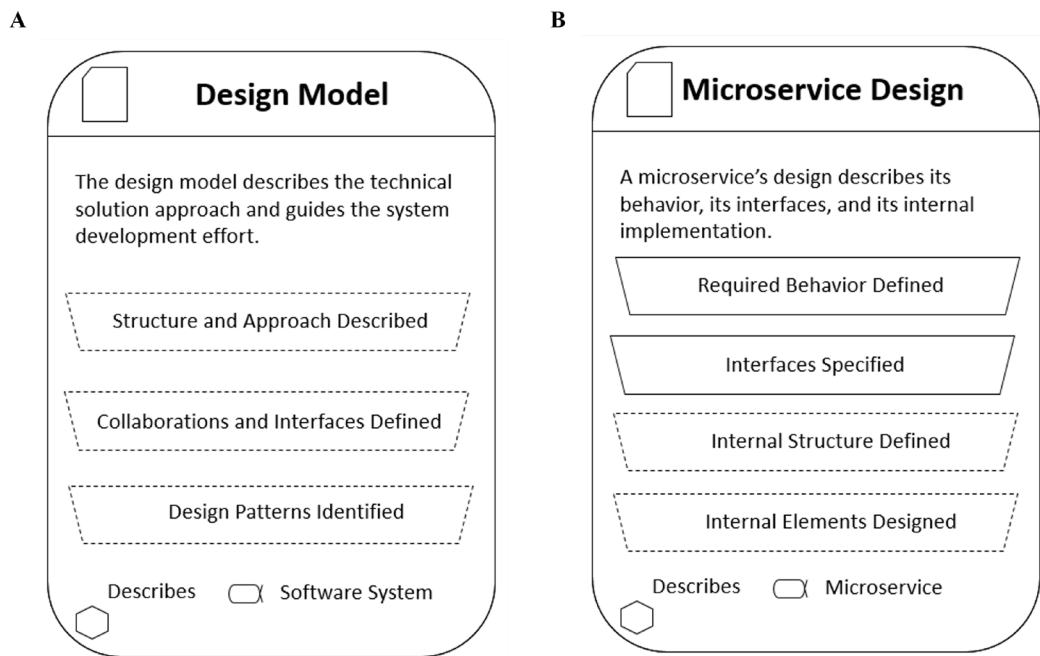 A
Design Model
The design model describes the technical
solution approach and guides the system
development effort.
Structure and Approach Described
Collaborations and Interfaces Defined
Design Patterns Identified
Describes Software System
B
Microservice Design
A microservice’s design describes its
behavior, its interfaces, and its internal
implementation.
Required Behavior Defined
Interfaces Specified
Internal Structure Defined
Internal Elements Designed
Describes Microservice